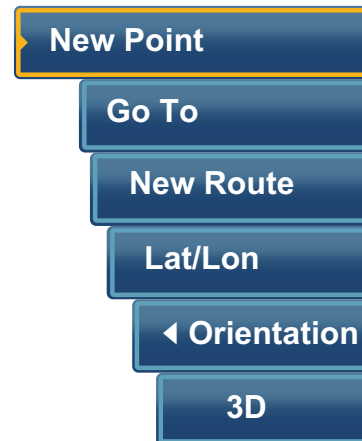 New Point
Go To
New Route
Lat/Lon
Orientation
3D